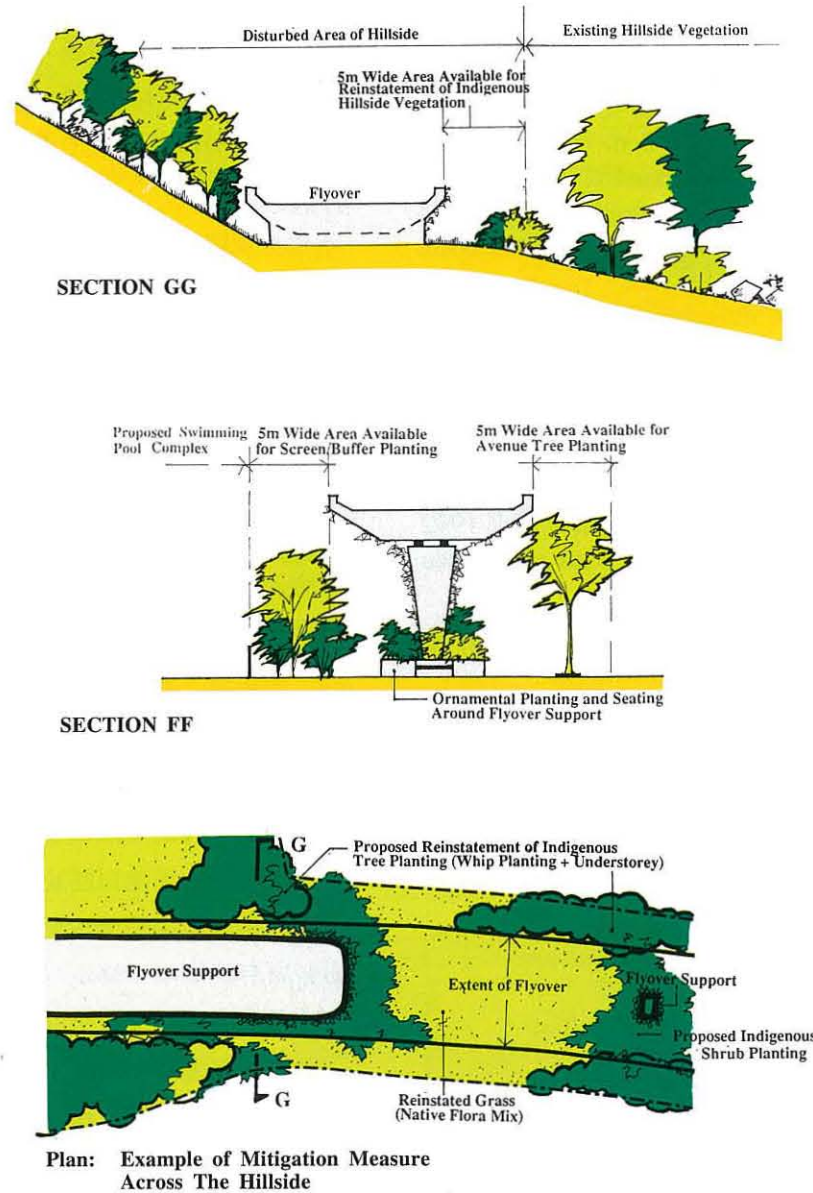 Disturbed Area of Hillside
Existing Hillside Vegetation
5m Wide Area Available for
Reinstatement of Indigenous
Hillside Vegetation
Flyover
SECTION GG
Proposed Swimming
Pool Complex
5m Wide Area Available
for Screen/Buffer Planting
5m Wide Area Available for
Avenue Tree Planting
Ornamental Planting and Seating
Around Flyover Support
SECTION FF
G
Proposed Reinstatement of Indigenous
Tree Planting (Whip Planting + Understorey)
Flyover Support
Extent of Flyover
Flyover Support
Proposed Indigenous
Shrub Planting
G
Reinstated Grass
(Native Flora Mix)
Plan: Example of Mitigation Measure
Across The Hillside